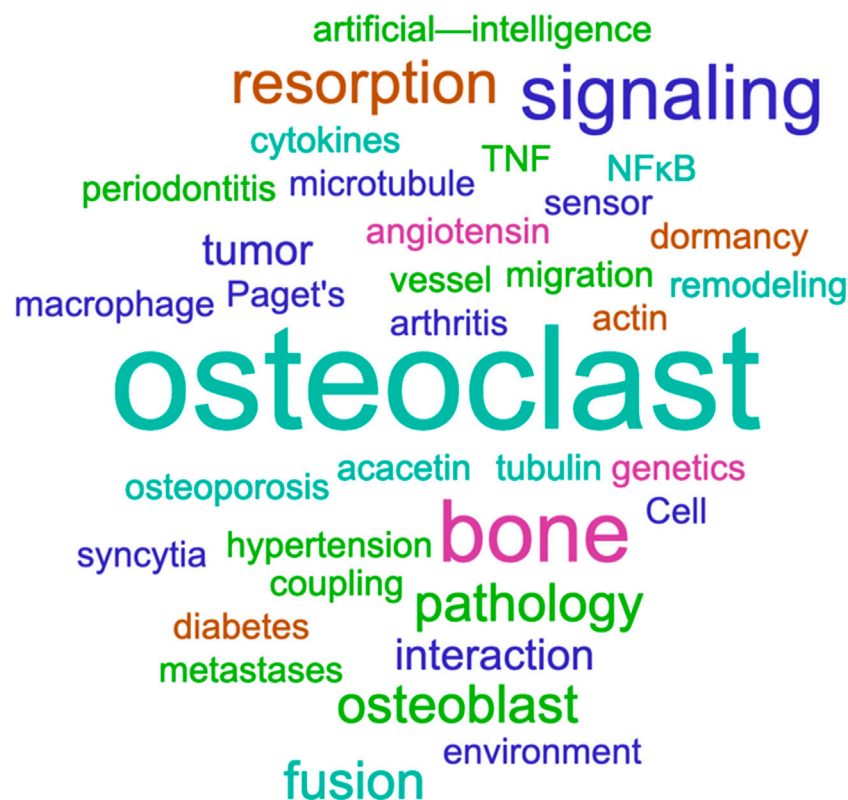 artificial—intelligence
resorption signaling
cytokines TNF NFκB
periodontitis microtubule sensor
tumor angiotensin dormancy
macrophage Paget's vessel migration remodeling
arthritis actin
osteoclast
osteoporosis acacetin tubulin genetics
syncytia hypertension bone Cell
coupling pathology
diabetes interaction
metastases osteoblast
environment
fusion